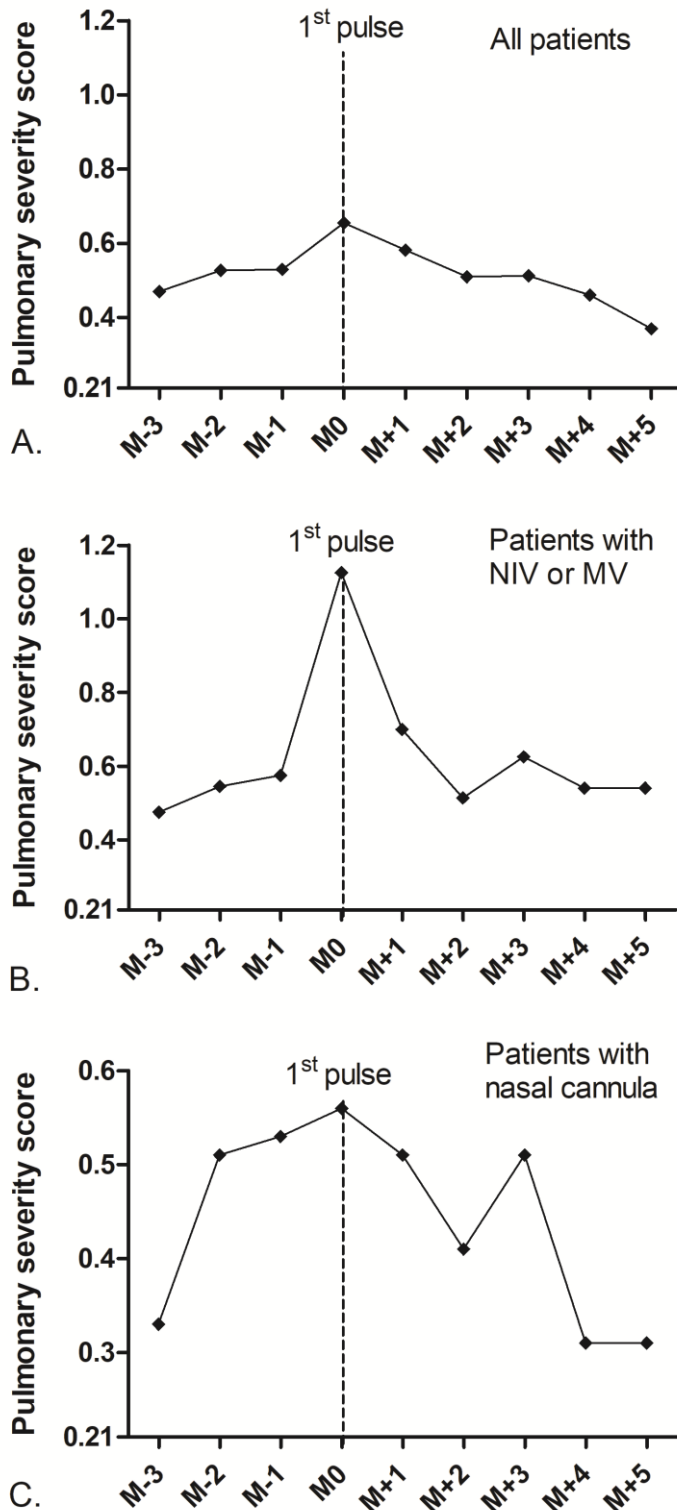 1st pulse
All patients
Pulmonary severity score
1.2
1.0
0.8
0.6
0.4
0.21
M-3 M-2 M-1 M0 M+1 M+2 M+3 M+4 M+5
A.
1st pulse
Patients with
NIV or MV
Pulmonary severity score
1.2
1.0
0.8
0.6
0.4
0.21
M-3 M-2 M-1 M0 M+1 M+2 M+3 M+4 M+5
B.
1st pulse
Patients with
nasal cannula
Pulmonary severity score
0.6
0.5
0.4
0.3
0.21
M-3 M-2 M-1 M0 M+1 M+2 M+3 M+4 M+5
C.